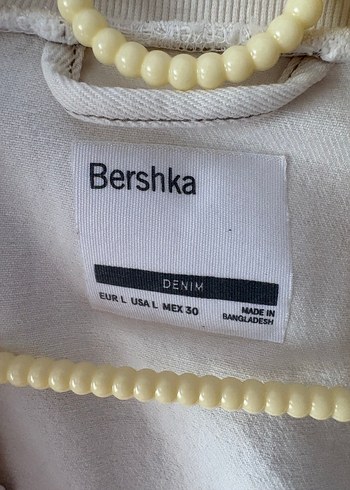 Bershka
DENIM
EUR L USA L MEX 30
MADE IN
BANGLADESH